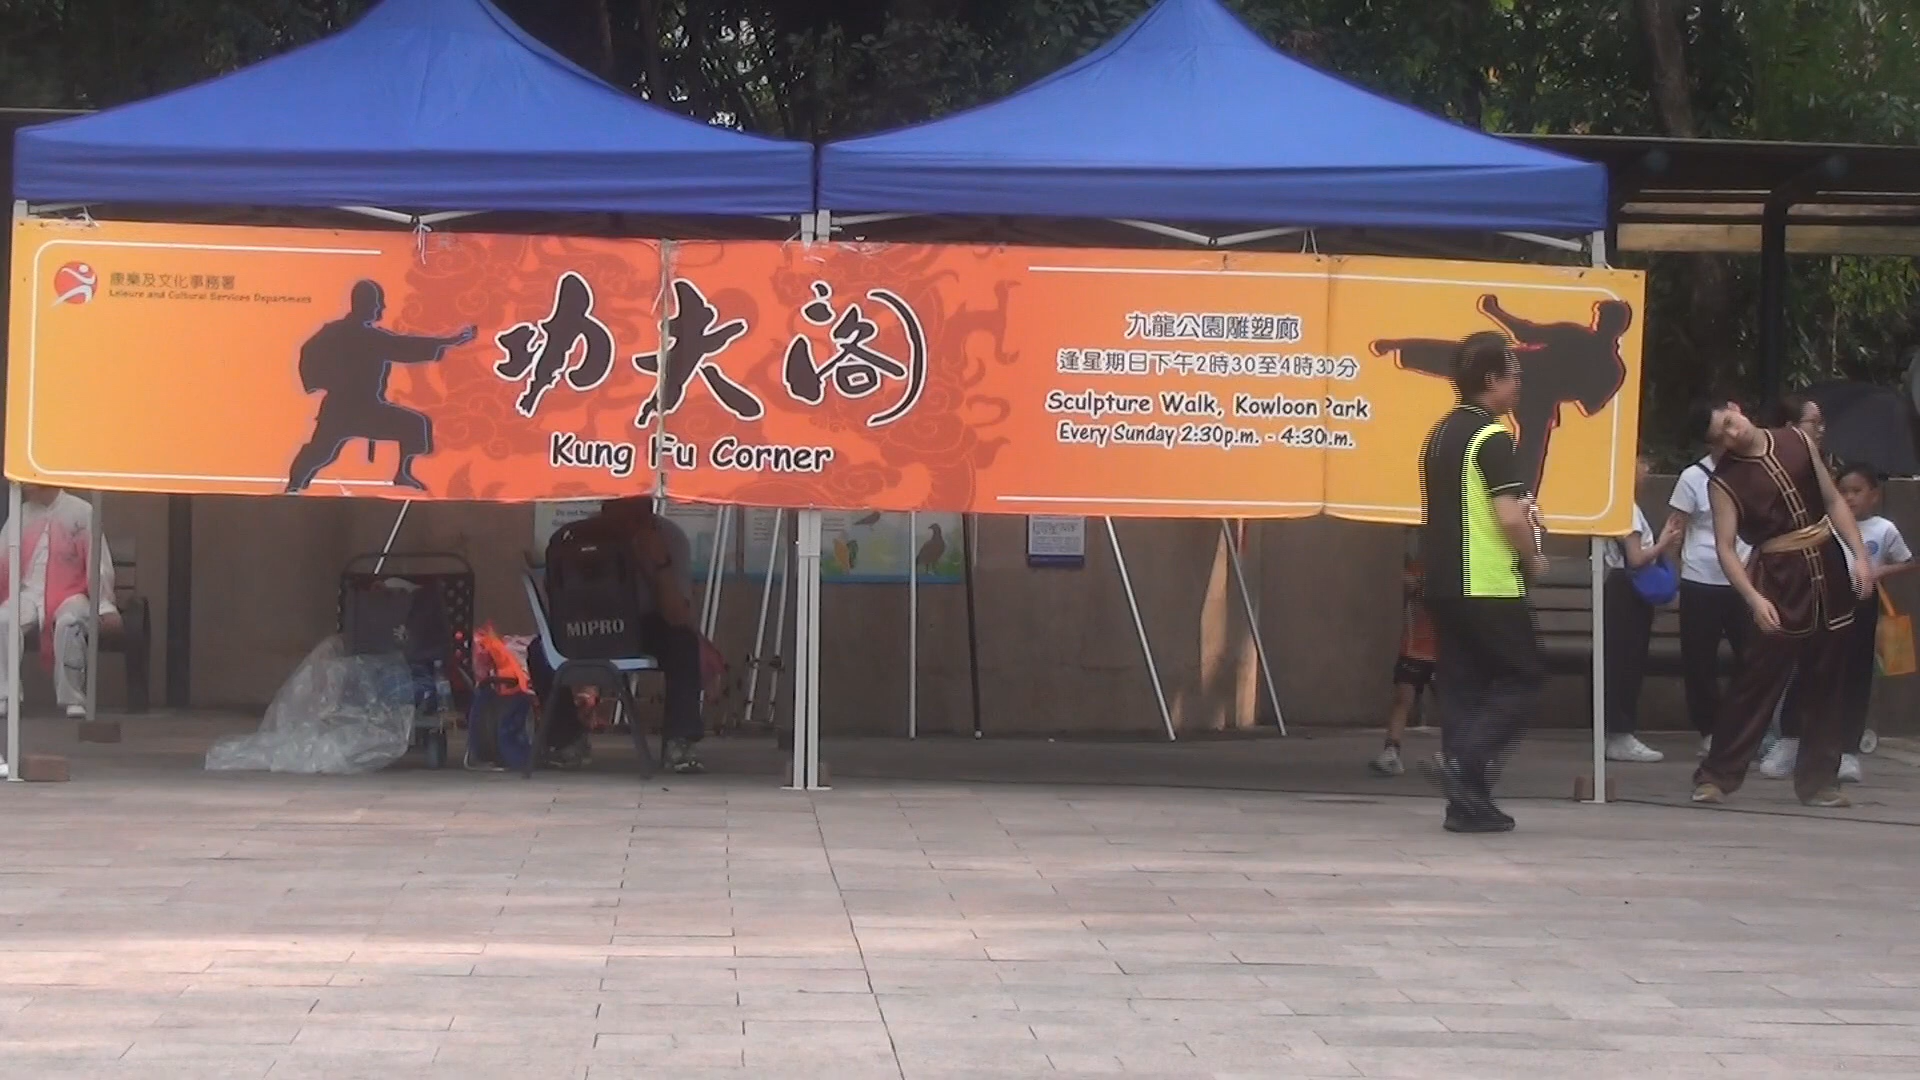 康樂及文化事務署
Leisure and Cultural Services Department
功夫閣
Kung Fu Corner
九龍公園雕塑廊
逢星期日下午2時30至4時30分
Sculpture Walk, Kowloon Park
Every Sunday 2:30p.m. - 4:30p.m.
MIPRO